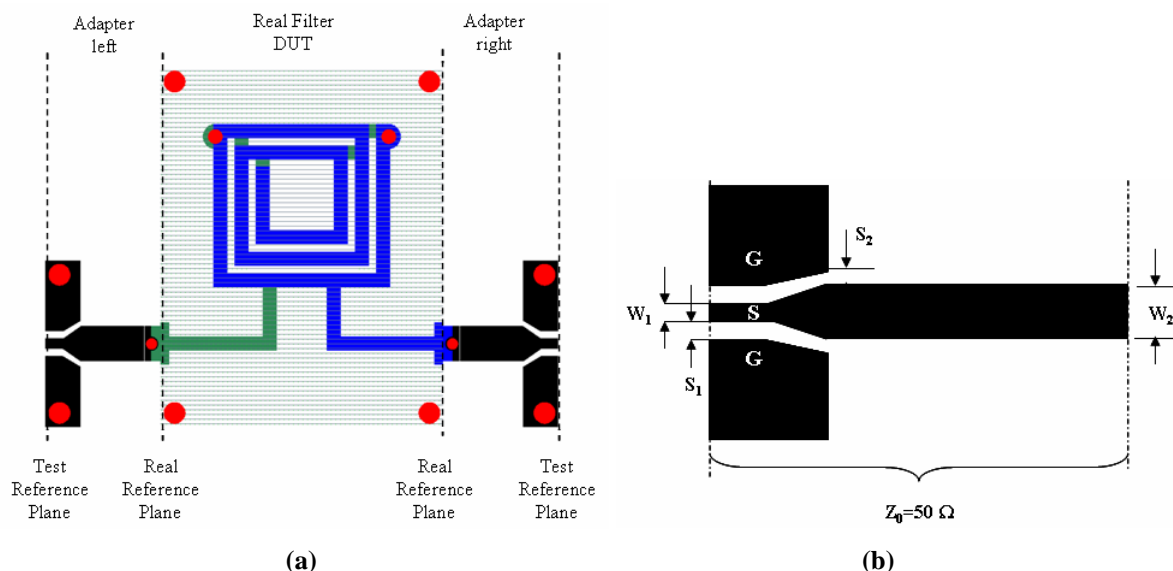 Adapter
left
Real Filter
DUT
Adapter
right
Test
Reference
Plane
Real
Reference
Plane
Real
Reference
Plane
Test
Reference
Plane
(a)
G
S2
W1
S
W2
G
S1
Z0=50 Ω
(b)